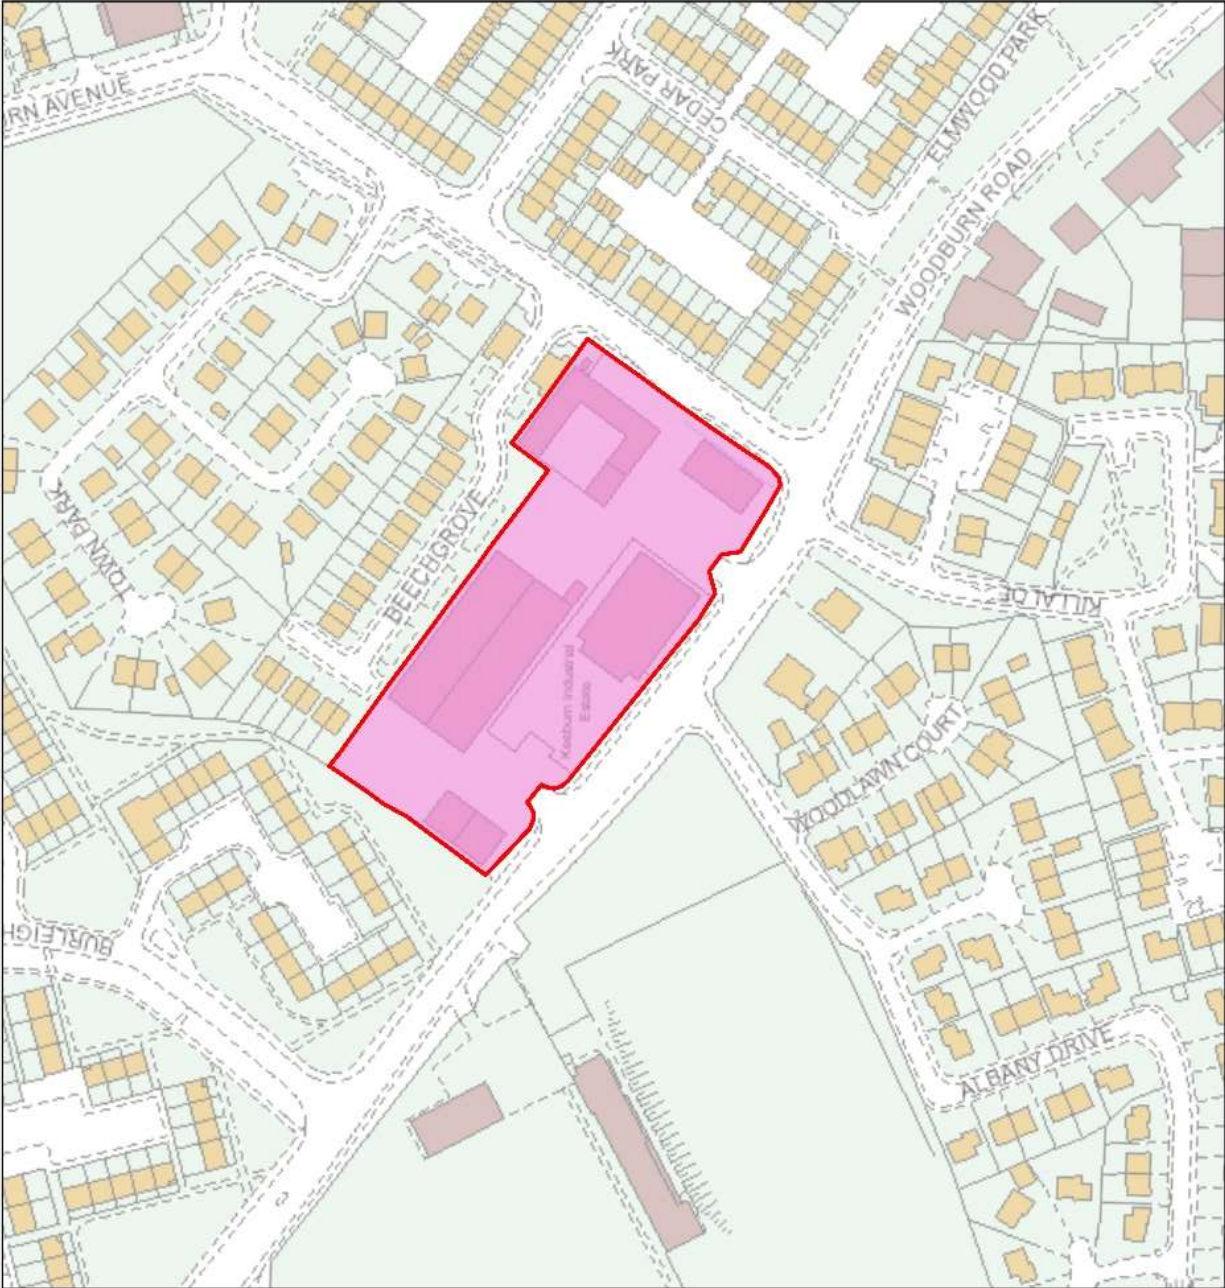 CEDAR PARK
ELMWOOD PARK
URN AVENUE
WOODBURN ROAD
TOWN PARK
BEECHGROVE
KILLALOE
Keeburn Industrial
Estate
WOODLAWN COURT
BURLEIGH
ALBANY DRIVE